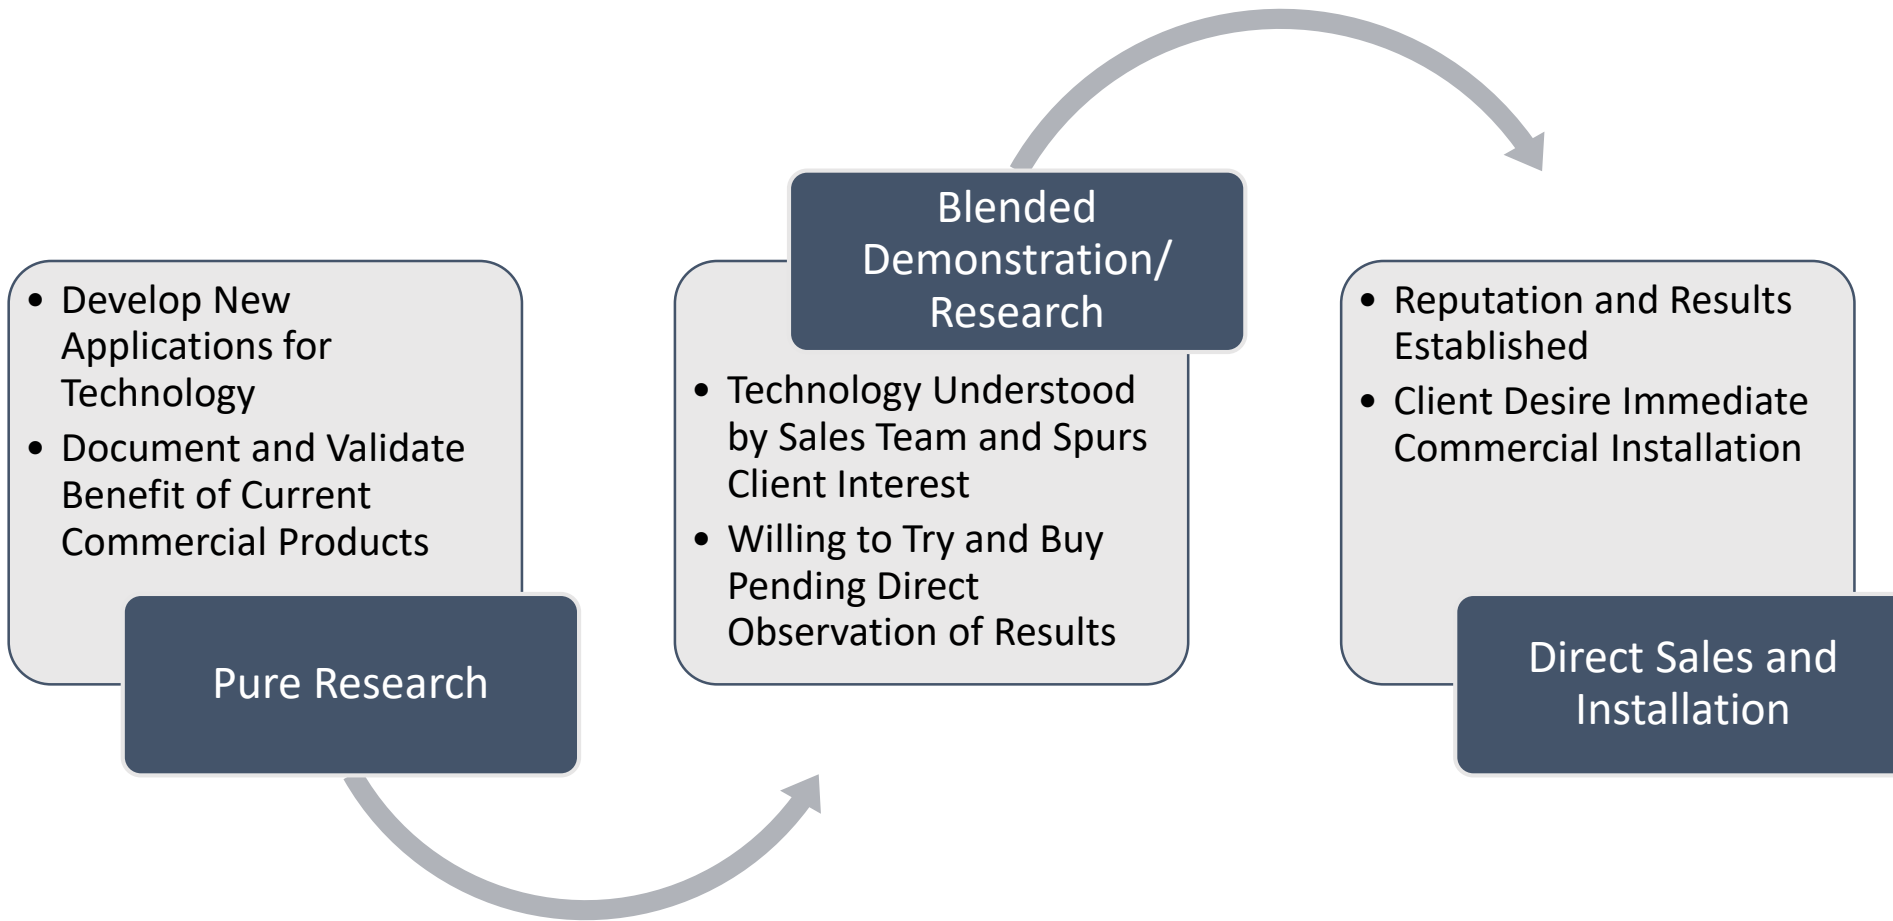 • Develop New
Applications for
Technology
• Document and Validate
Benefit of Current
Commercial Products
Pure Research
Blended
Demonstration/
Research
• Technology Understood
by Sales Team and Spurs
Client Interest
• Willing to Try and Buy
Pending Direct
Observation of Results
• Reputation and Results
Established
• Client Desire Immediate
Commercial Installation
Direct Sales and
Installation